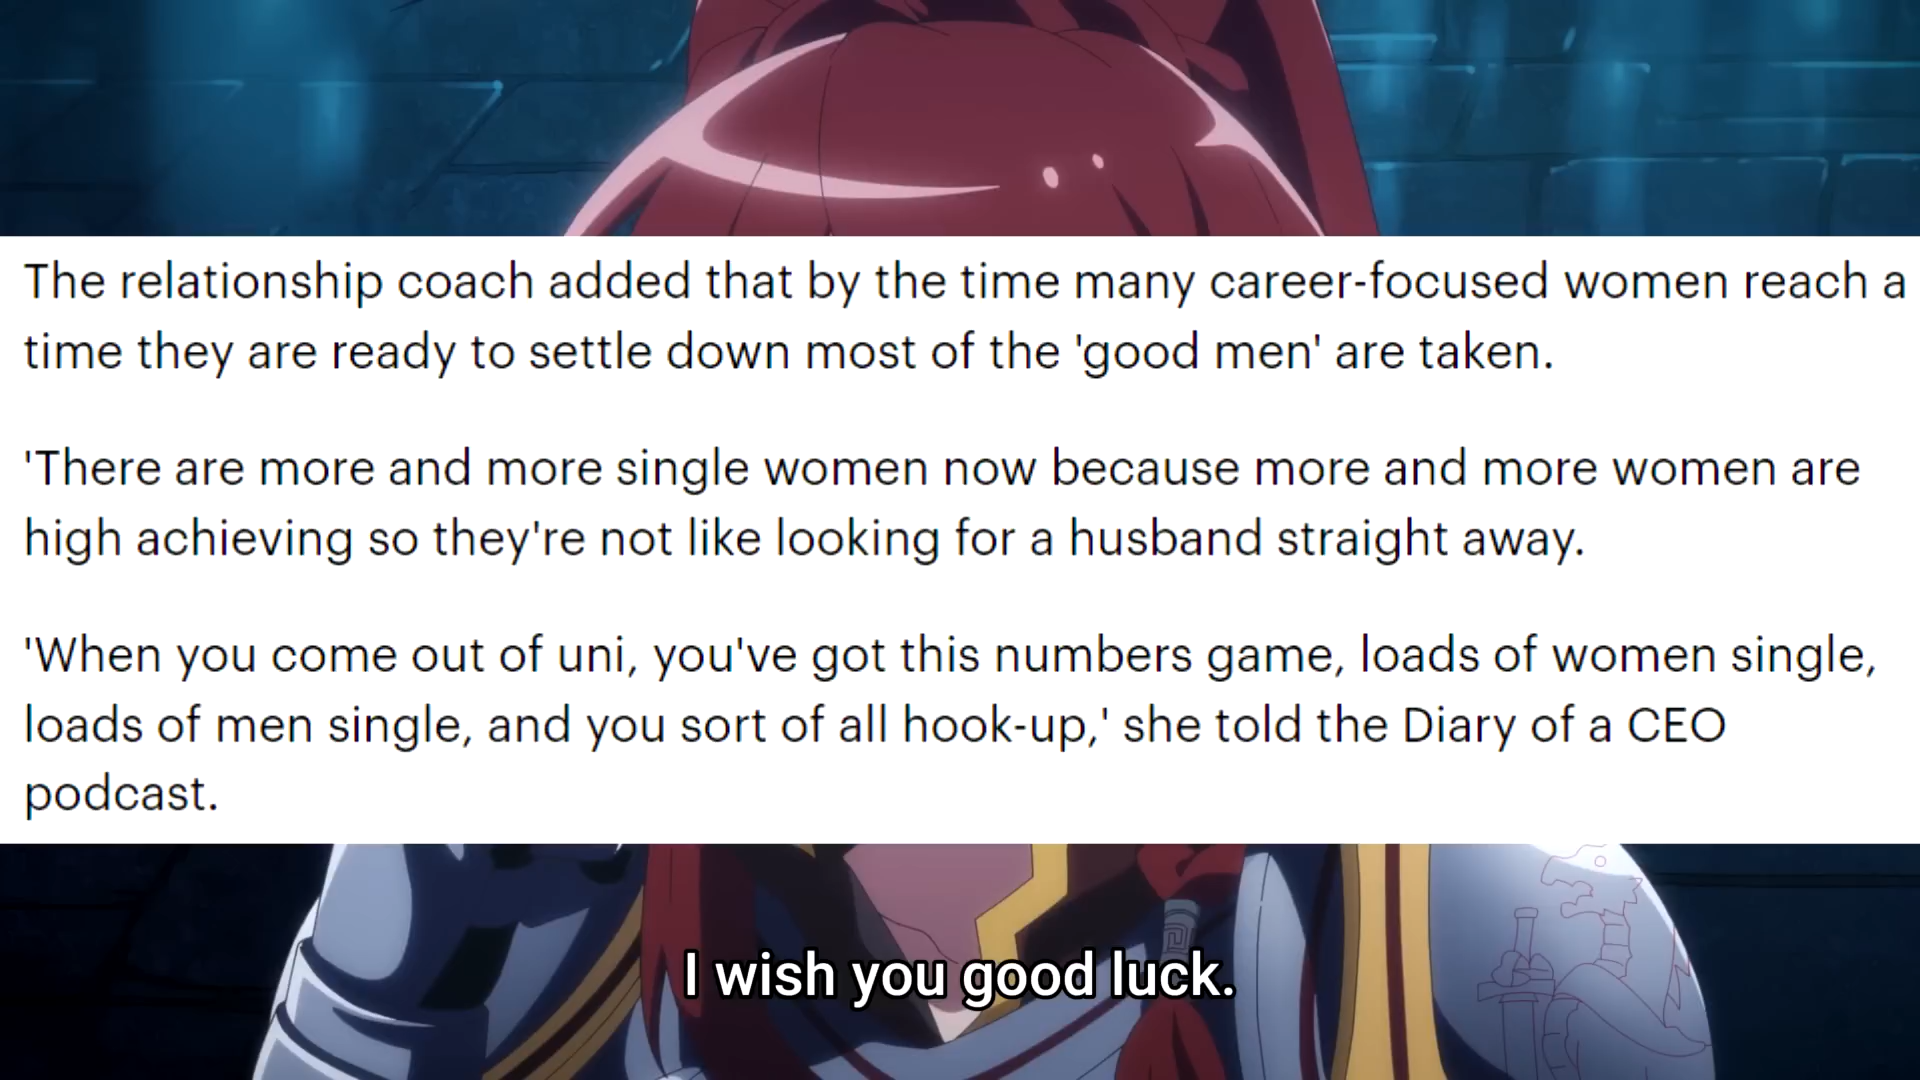 The relationship coach added that by the time many career-focused women reach a
time they are ready to settle down most of the 'good men' are taken.
'There are more and more single women now because more and more women are
high achieving so they're not like looking for a husband straight away.
'When you come out of uni, you've got this numbers game, loads of women single,
loads of men single, and you sort of all hook-up,' she told the Diary of a CEO
podcast.
I wish you good luck.